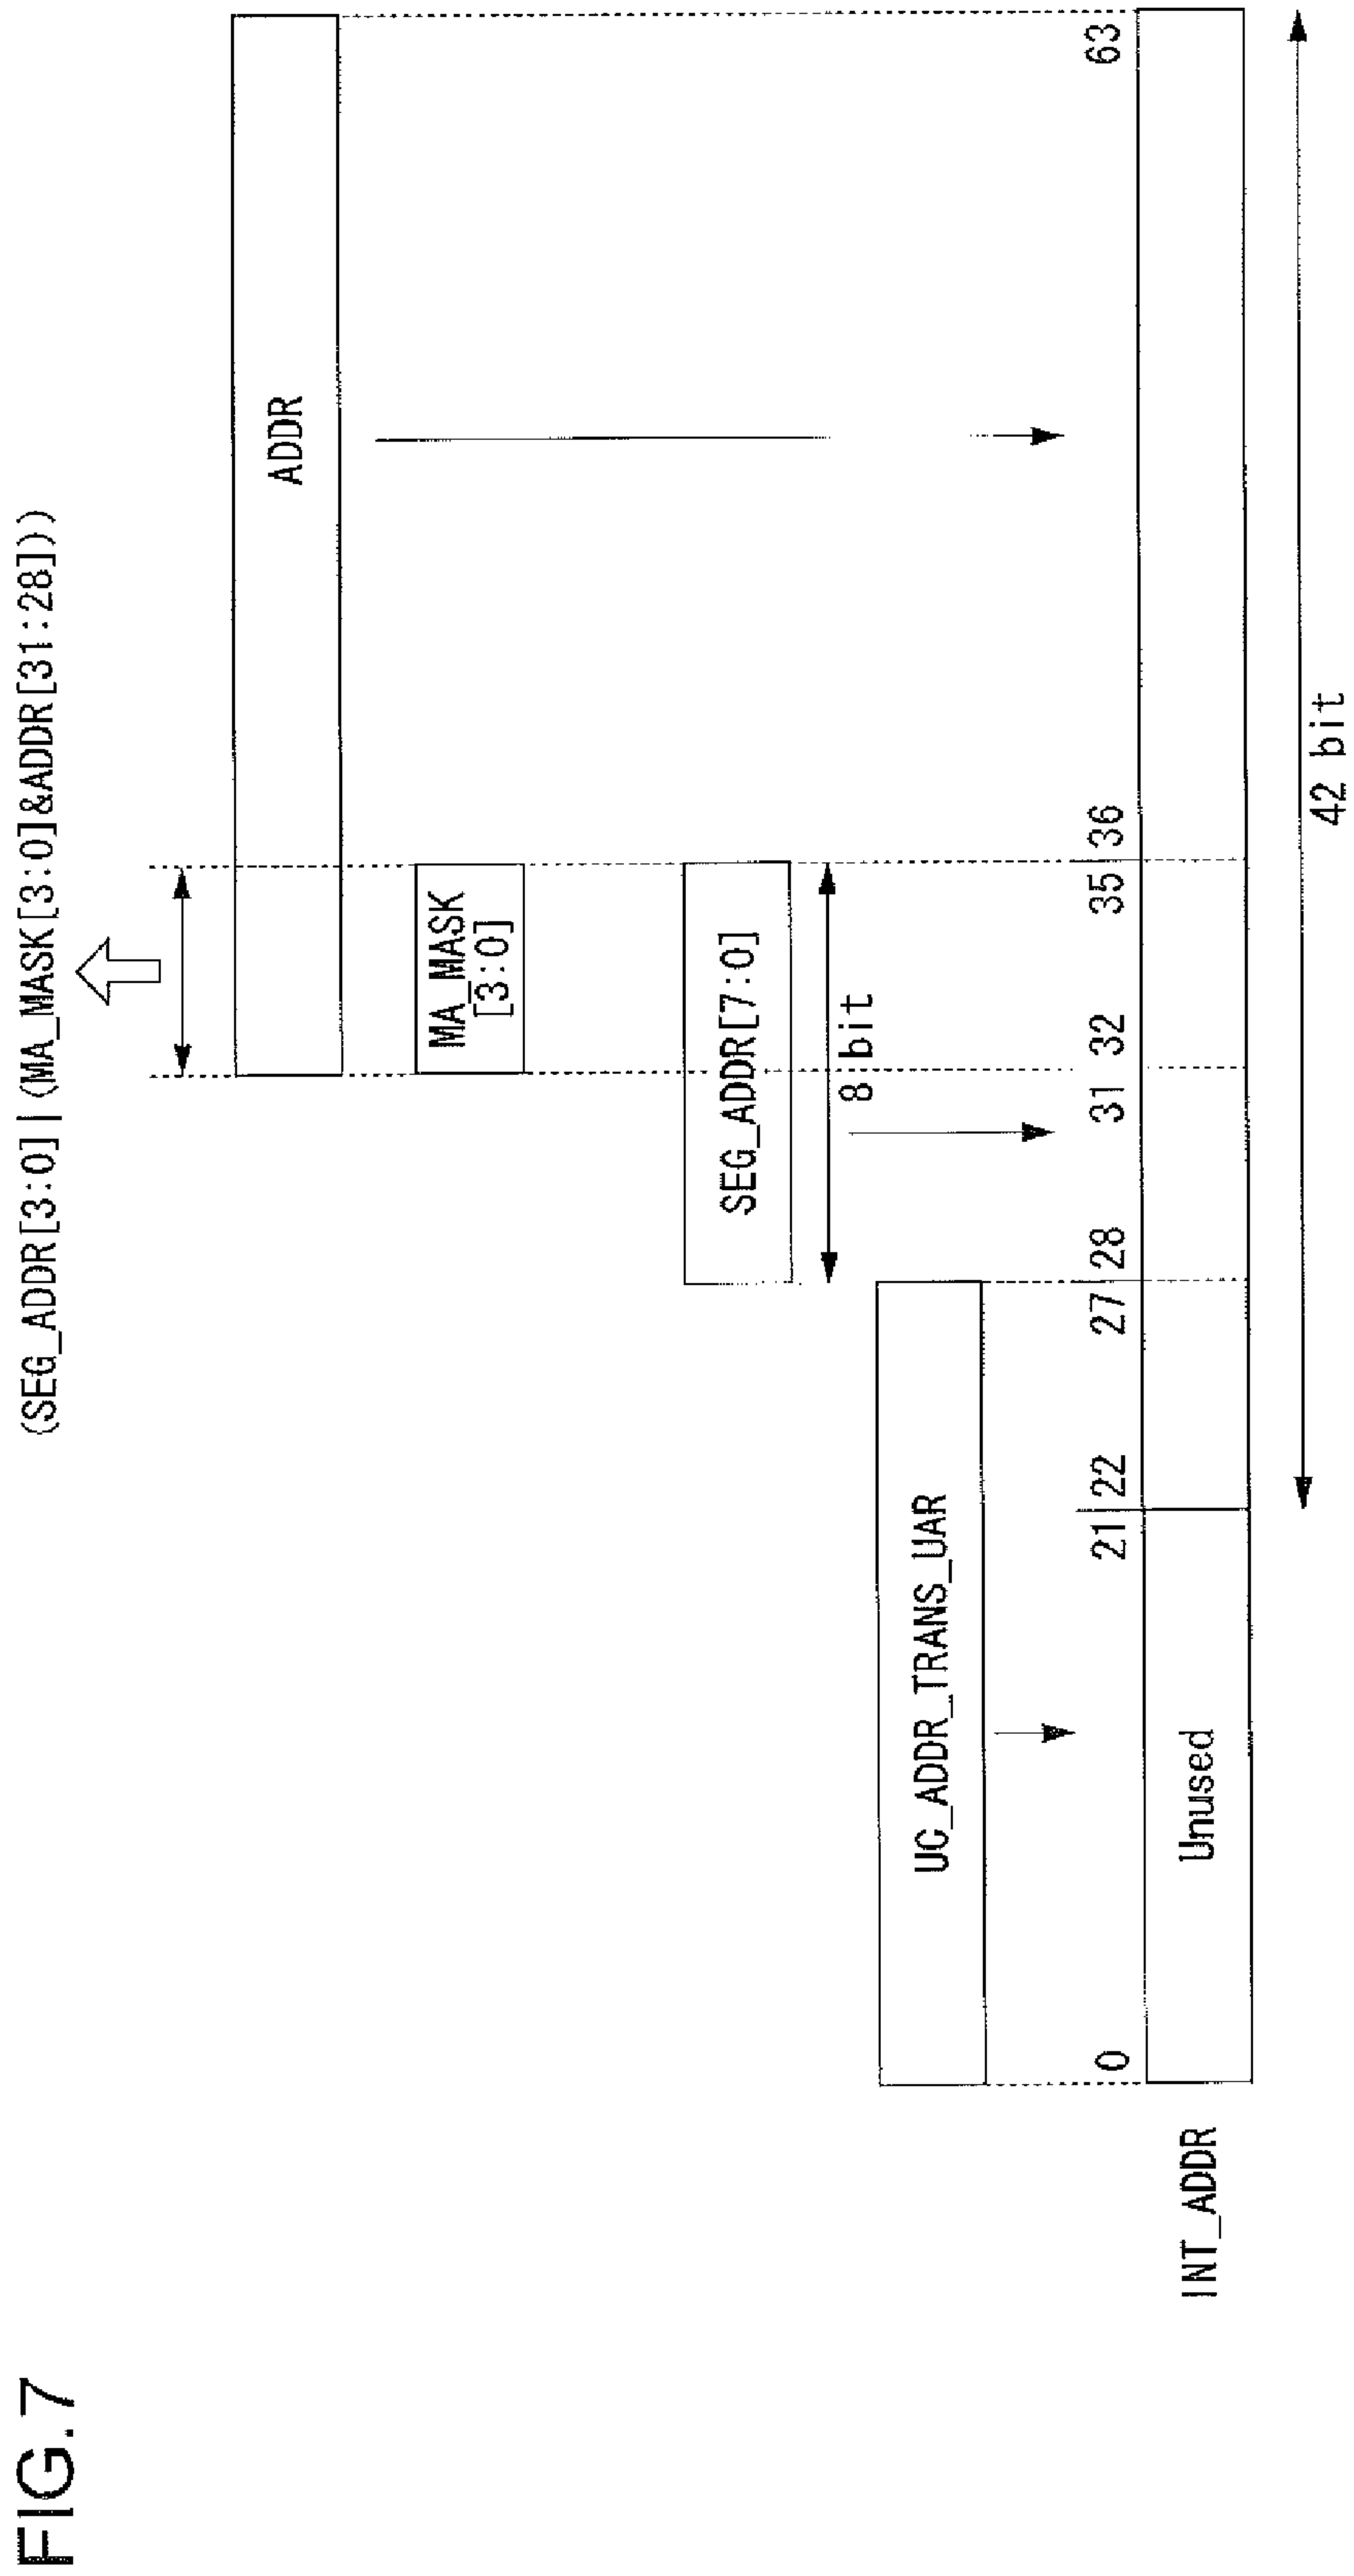 FIG.7
(SEG_ADDR[3:0]|(MA_MASK[3:0]&ADDR[31:28]))
ADDR
MA_MASK
[3:0]
SEG_ADDR[7:0]
8 bit
UC_ADDR_TRANS_UAR
0 21 22 27 28 31 32 35 36 63
INT_ADDR
Unused
42 bit